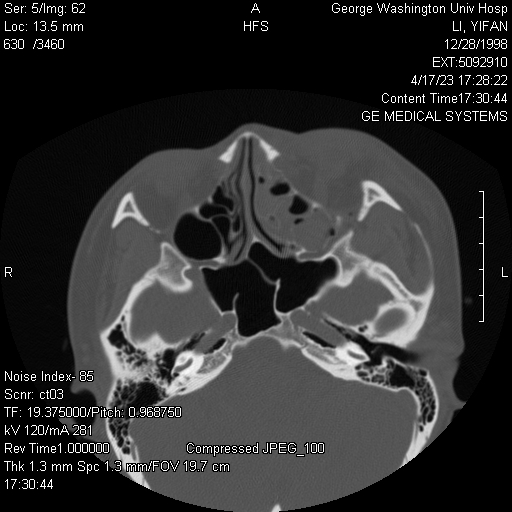 Ser: 5/Img: 62
Loc: 13.5 mm
630 /3460
A
HFS
George Washington Univ Hosp
LI, YIFAN
12/28/1998
EXT:5092910
4/17/23 17:28:22
Content Time17:30:44
GE MEDICAL SYSTEMS
R
L
Noise Index- 85
Scnr: ct03
TF: 19.375000/Pitch: 0.968750
kV 120/mA 281
Rev Time1.000000
Compressed JPEG_100
Thk 1.3 mm Spc 1.3 mm/FOV 19.7 cm
17:30:44